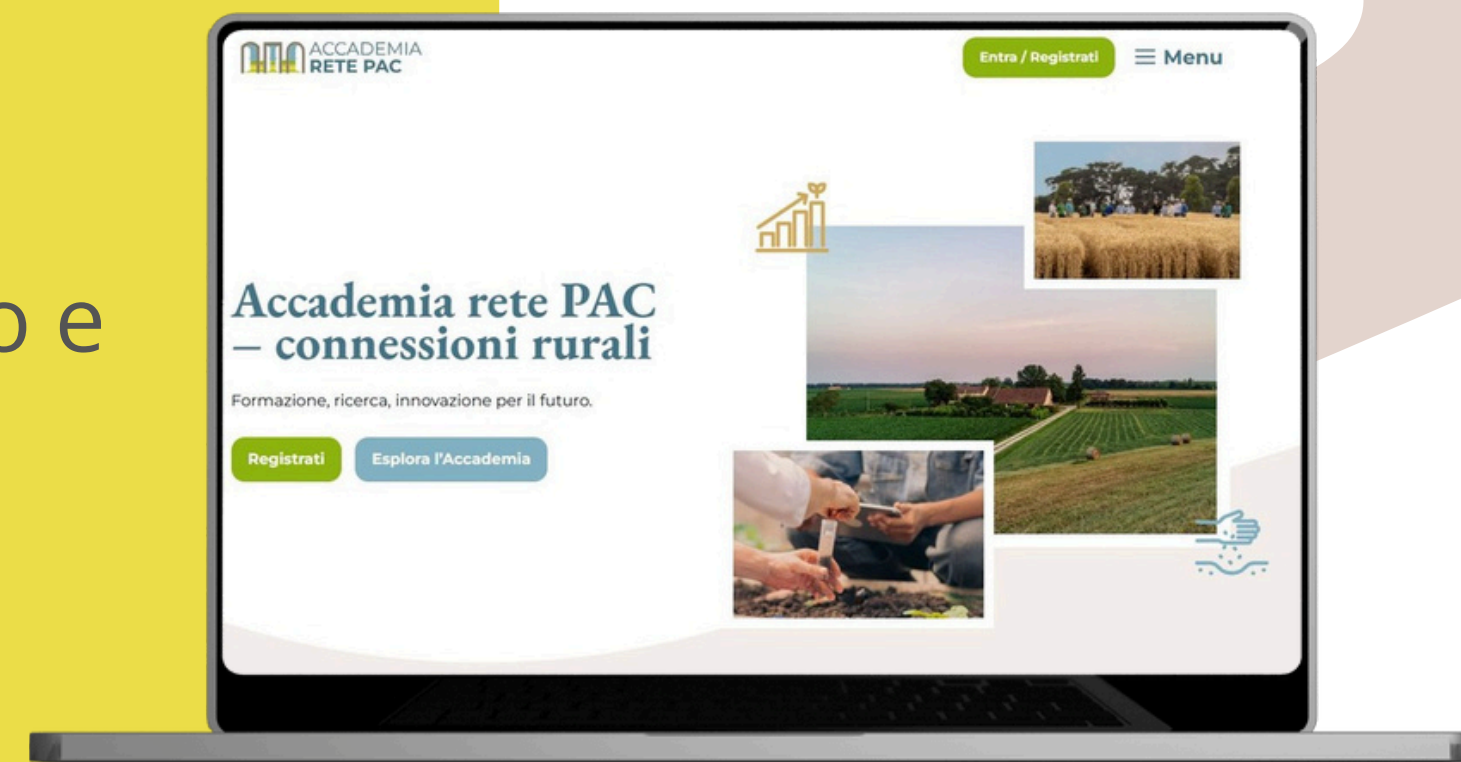 ACCADEMIA
RETE PAC
Entra / Registrati
Menu
o e
Accademia rete PAC
– connessioni rurali
Formazione, ricerca, innovazione per il futuro.
Registrati
Esplora l'Accademia